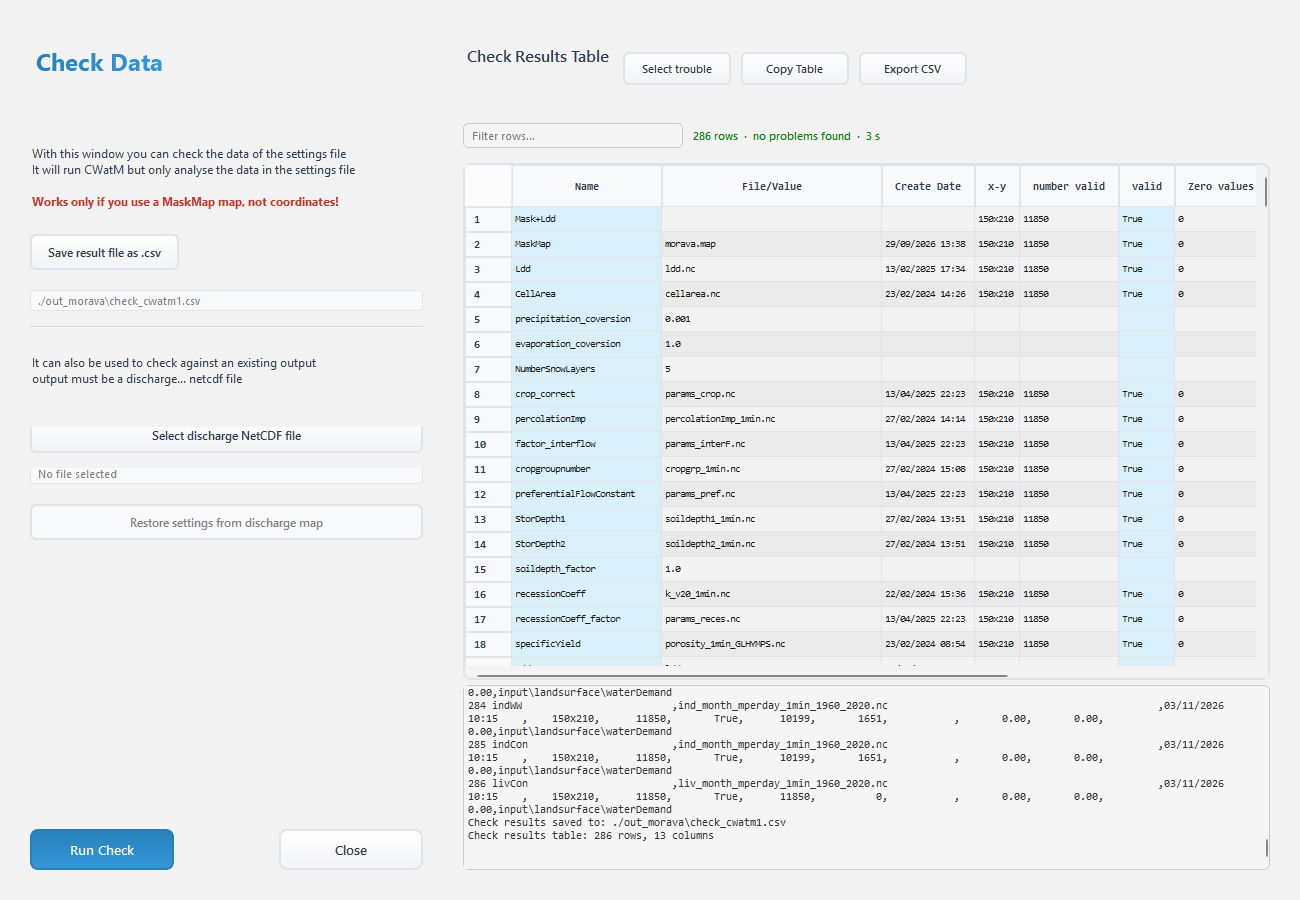 Check Data
With this window you can check the data of the settings file
It will run CWatM but only analyse the data in the settings file
Works only if you use a MaskMap map, not coordinates!
Save result file as .csv
./out_morava\check_cwatm1.csv
It can also be used to check against an existing output
output must be a discharge... netcdf file
Select discharge NetCDF file
No file selected
Restore settings from discharge map
Run Check
Close
Check Results Table
Select trouble
Copy Table
Export CSV
Filter rows...
286 rows · no problems found · 3 s
Name File/Value Create Date x-y number valid valid Zero values
1 Mask+Ldd 150x210 11850 True 0
2 MaskMap morava.map 29/09/2026 13:38 150x210 11850 True 0
3 Ldd ldd.nc 13/02/2025 17:34 150x210 11850 True 0
4 CellArea cellarea.nc 23/02/2024 14:26 150x210 11850 True 0
5 precipitation_coversion 0.001
6 evaporation_coversion 1.0
7 NumberSnowLayers 5
8 crop_correct params_crop.nc 13/04/2025 22:23 150x210 11850 True 0
9 percolationImp percolationImp_1min.nc 27/02/2024 14:14 150x210 11850 True 0
10 factor_interflow params_interf.nc 13/04/2025 22:23 150x210 11850 True 0
11 cropgroupnumber cropgrp_1min.nc 27/02/2024 15:08 150x210 11850 True 0
12 preferentialFlowConstant params_pref.nc 13/04/2025 22:23 150x210 11850 True 0
13 StorDepth1 soildepth1_1min.nc 27/02/2024 13:51 150x210 11850 True 0
14 StorDepth2 soildepth2_1min.nc 27/02/2024 13:51 150x210 11850 True 0
15 soildepth_factor 1.0
16 recessionCoeff k_v20_1min.nc 22/02/2024 15:36 150x210 11850 True 0
17 recessionCoeff_factor params_reces.nc 13/04/2025 22:23 150x210 11850 True 0
18 specificYield porosity_1min_GLHYMPS.nc 23/02/2024 08:54 150x210 11850 True 0
0.00,input\landsurface\waterDemand
284 indWW ,ind_month_mperday_1min_1960_2020.nc ,03/11/2026
10:15 , 150x210, 11850, True, 10199, 1651, , 0.00, 0.00,
0.00,input\landsurface\waterDemand
285 indCon ,ind_month_mperday_1min_1960_2020.nc ,03/11/2026
10:15 , 150x210, 11850, True, 10199, 1651, , 0.00, 0.00,
0.00,input\landsurface\waterDemand
286 livCon ,liv_month_mperday_1min_1960_2020.nc ,03/11/2026
10:15 , 150x210, 11850, True, 11850, 0, , 0.00, 0.00,
0.00,input\landsurface\waterDemand
Check results saved to: ./out_morava\check_cwatm1.csv
Check results table: 286 rows, 13 columns